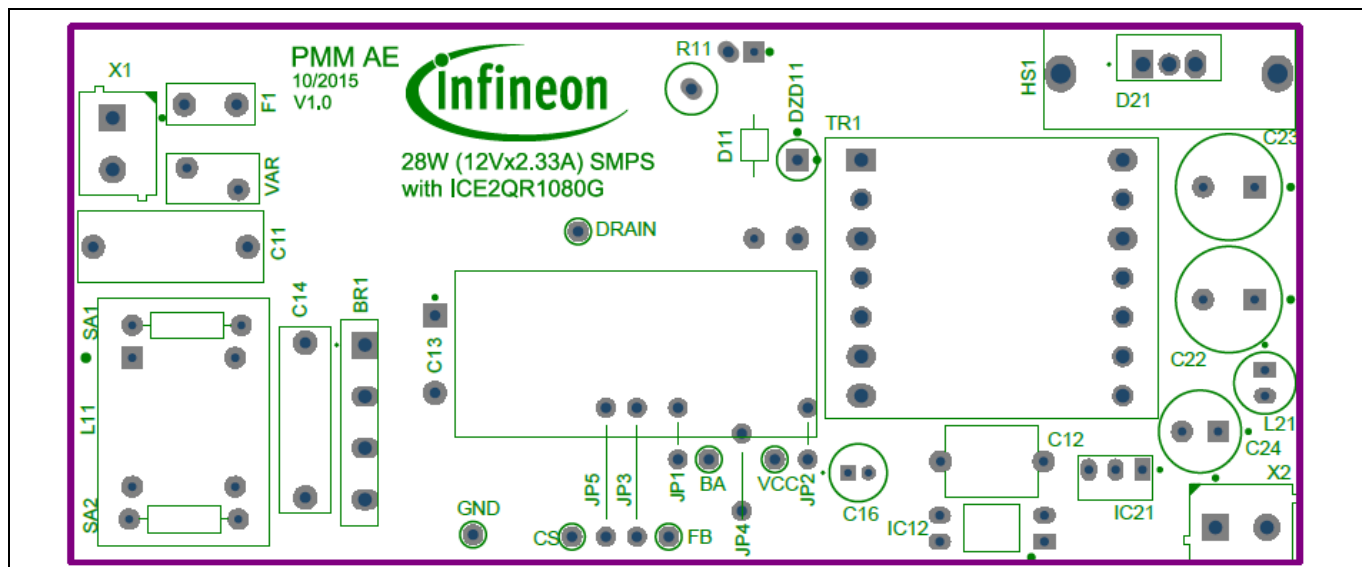 PMM AE
10/2015
V1.0
infineon
28W (12Vx2.33A) SMPS
with ICE2QR1080G
X1
F1
VAR
C11
SA1
L11
SA2
C14
BR1
C13
DRAIN
R11
D11
DZD11
TR1
HS1
D21
C23
C22
L21
C24
X2
C12
IC21
IC12
C16
JP5
JP3
JP1
BA
JP4
VCC
JP2
GND
CS
FB